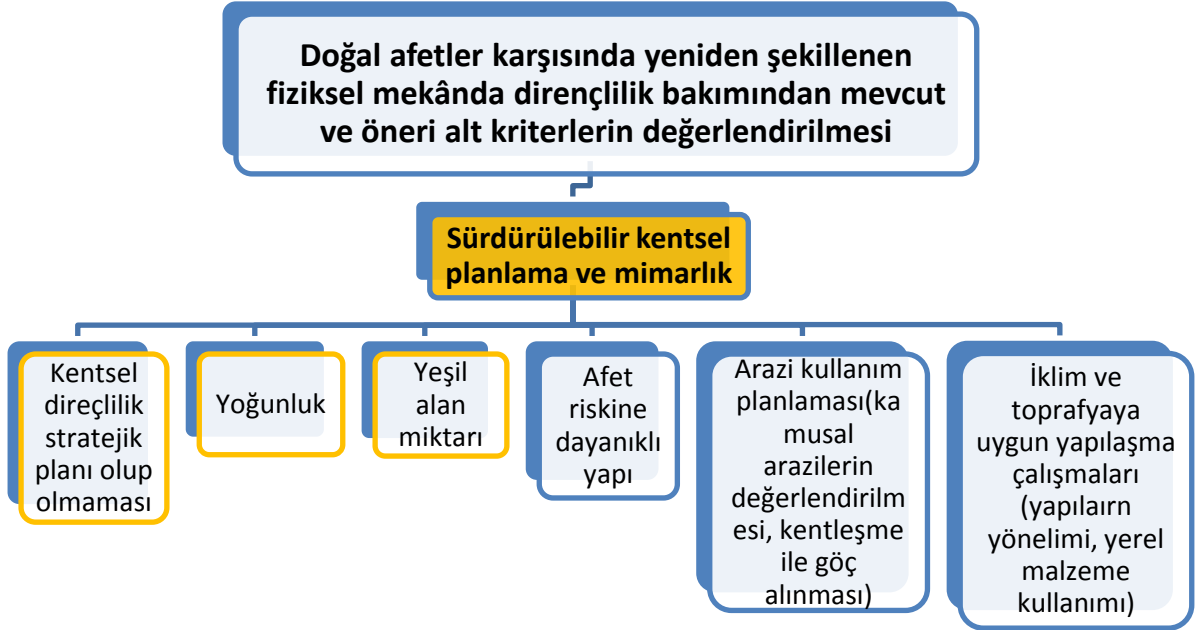 Doğal afetler karşısında yeniden şekillenen
fiziksel mekânda dirençlilik bakımından mevcut
ve öneri alt kriterlerin değerlendirilmesi
Sürdürülebilir kentsel
planlama ve mimarlık
Kentsel
direçlilik
stratejik
planı olup
olmaması
Yoğunluk
Yeşil
alan
miktarı
Afet
riskine
dayanıklı
yapı
Arazi kullanım
planlaması(ka
musal
arazilerin
değerlendirilm
esi, kentleşme
ile göç
alınması)
İklim ve
toprafyaya
uygun yapılaşma
çalışmaları
(yapılaırn
yönelimi, yerel
malzeme
kullanımı)